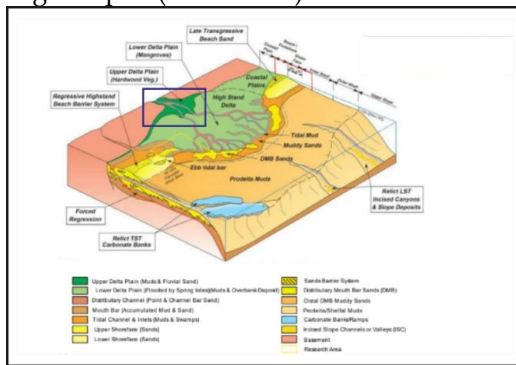 Late Transgressive
Beach Sand
Lower Delta Plain
(Mangroves)
Upper Delta Plain
(Hardwood Veg.)
Regressive Highstand
Beach Barrier System
Coastal
Plains
High Stand
Delta
Tidal Mud
Muddy Sands
DMB Sands
Ebb tidal bar
Prodelta Muds
Forced
Regression
Relict TST
Carbonate Banks
Relict LST
Incised Canyons
& Slope Deposits
Upper Delta Plain (Muds & Fluvial Sand)
Lower Delta Plain (Flooded by Spring tides)(Muds & Overbank Deposit)
Distributary Channel (Point & Channel Bar Sand)
Mouth Bar (Accumulated Mud & Sand)
Tidal Channel & Inlets (Muds & Swamps)
Upper Shoreface (Sands)
Lower Shoreface (Sands)
Sands Barrier System
Distributary Mouth Bar Sands (DMB)
Distal DMB Muddy Sands
Prodelta/Shelfal Muds
Carbonate Banks/Ramps
Incised Slope Channels or Valleys (ISC)
Basement
Research Area